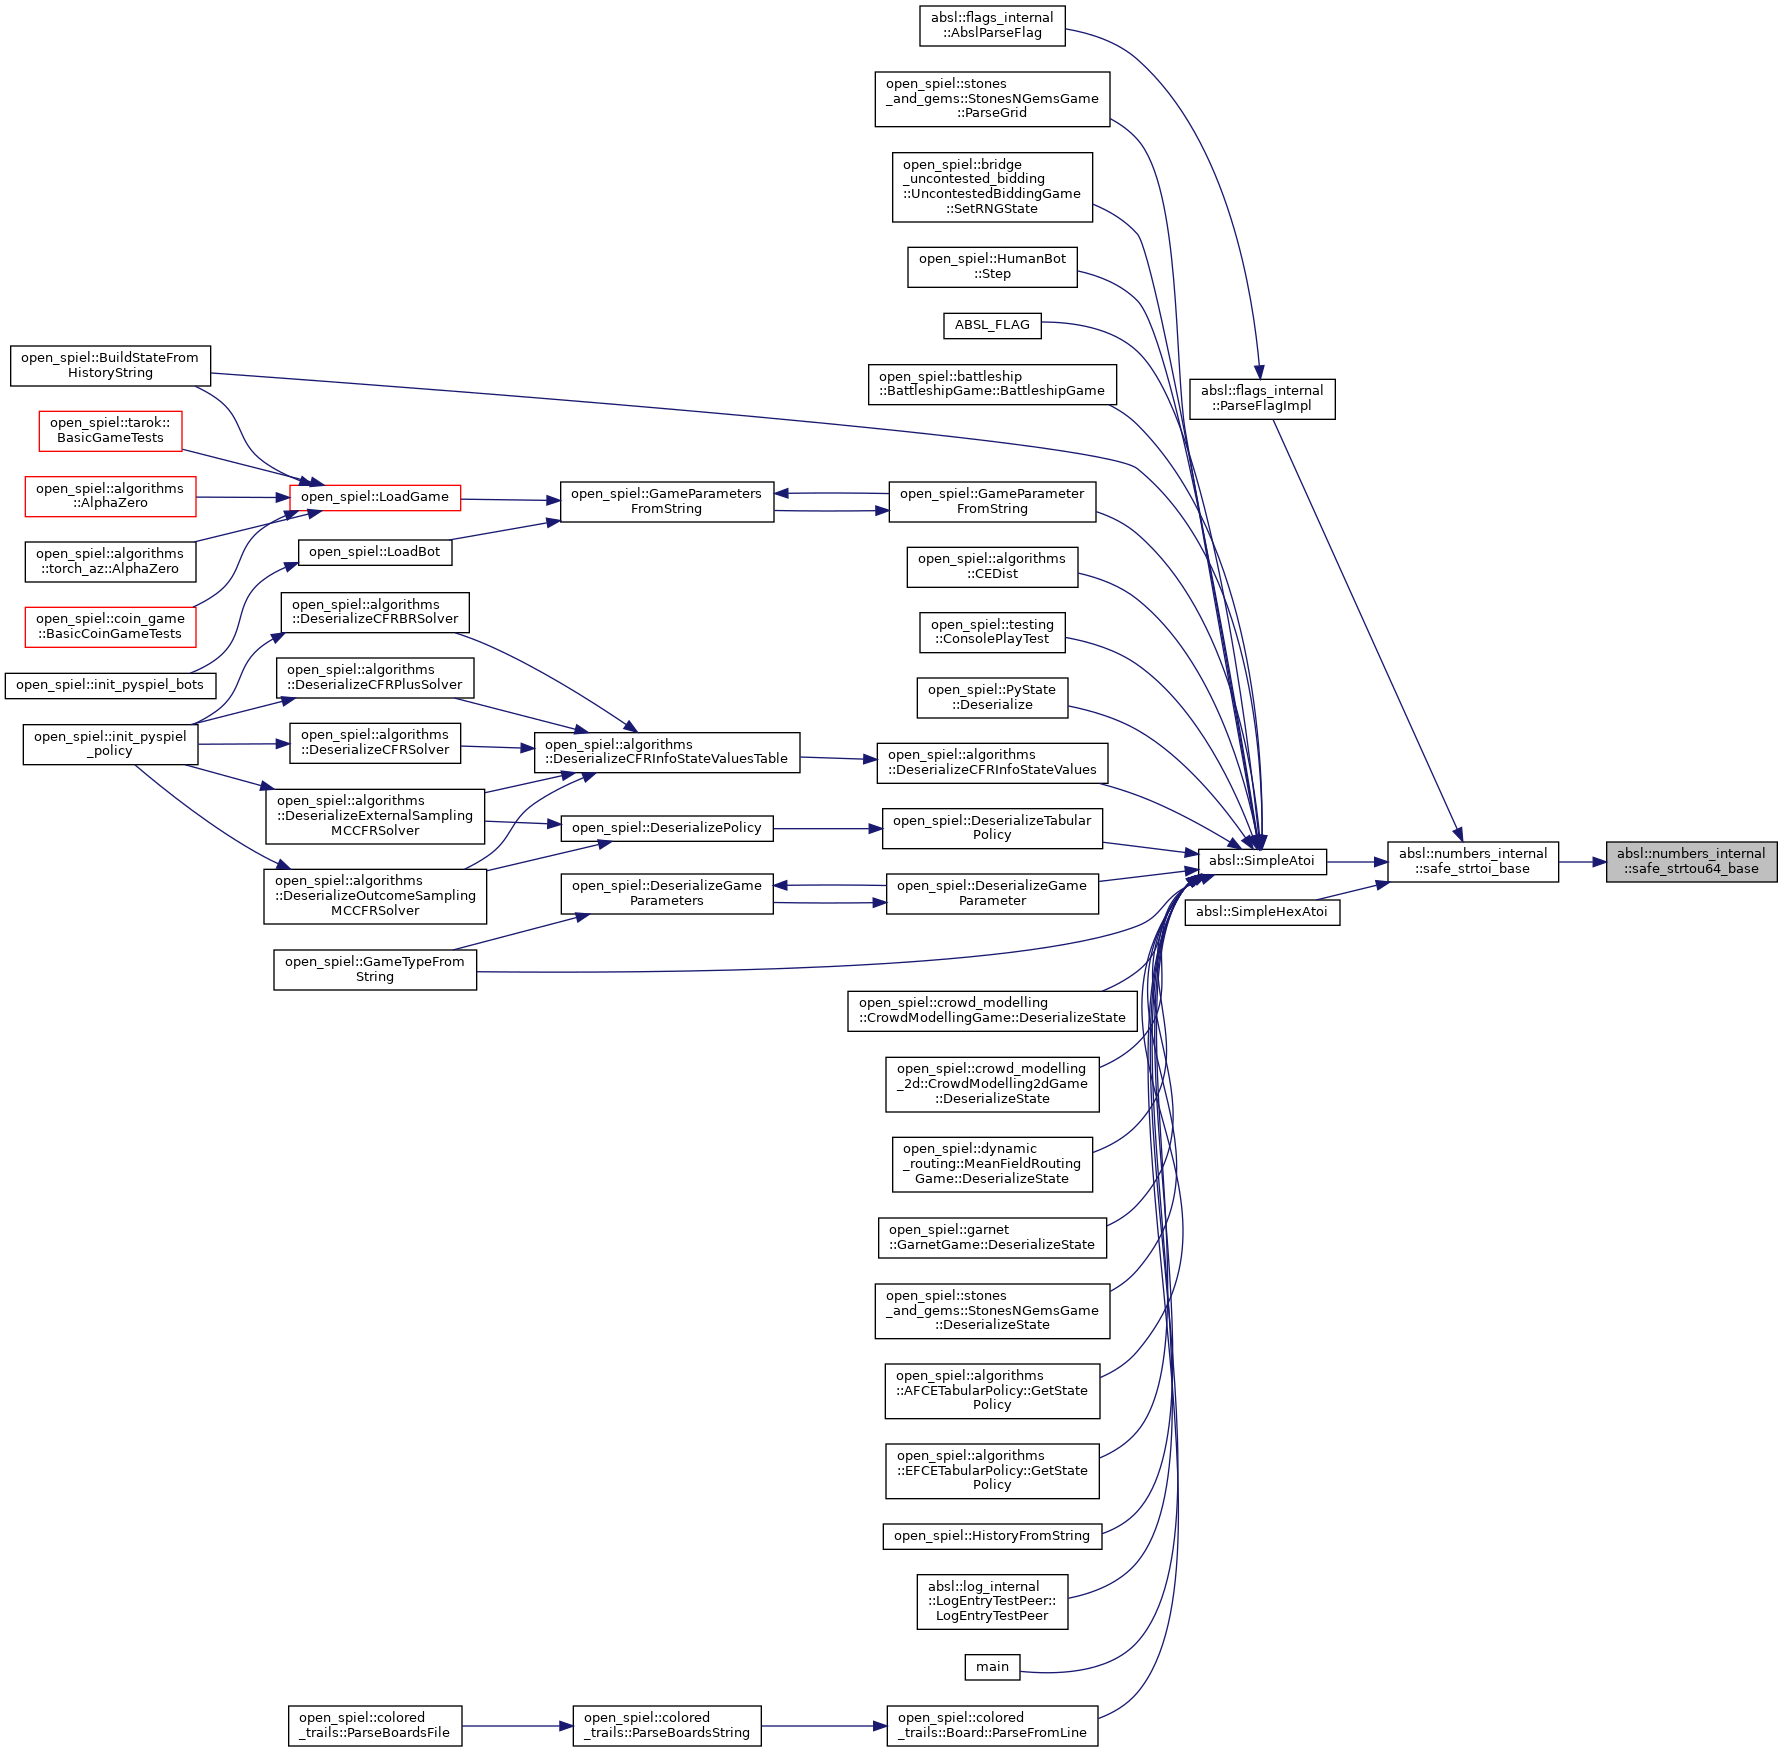 absl::flags_internal
::AbslParseFlag
open_spiel::stones
_and_gems::StonesNGemsGame
::ParseGrid
open_spiel::bridge
_uncontested_bidding
::UncontestedBiddingGame
::SetRNGState
open_spiel::HumanBot
::Step
ABSL_FLAG
open_spiel::battleship
::BattleshipGame::BattleshipGame
absl::flags_internal
::ParseFlagImpl
open_spiel::BuildStateFrom
HistoryString
open_spiel::tarok::
BasicGameTests
open_spiel::algorithms
::AlphaZero
open_spiel::LoadGame
open_spiel::GameParameters
FromString
open_spiel::GameParameter
FromString
open_spiel::algorithms
::torch_az::AlphaZero
open_spiel::LoadBot
open_spiel::algorithms
::CEDist
open_spiel::coin_game
::BasicCoinGameTests
open_spiel::algorithms
::DeserializeCFRBRSolver
open_spiel::testing
::ConsolePlayTest
open_spiel::init_pyspiel_bots
open_spiel::algorithms
::DeserializeCFRPlusSolver
open_spiel::PyState
::Deserialize
open_spiel::init_pyspiel
_policy
open_spiel::algorithms
::DeserializeCFRSolver
open_spiel::algorithms
::DeserializeCFRInfoStateValuesTable
open_spiel::algorithms
::DeserializeCFRInfoStateValues
open_spiel::algorithms
::DeserializeExternalSampling
MCCFRSolver
open_spiel::DeserializePolicy
open_spiel::DeserializeTabular
Policy
absl::SimpleAtoi
absl::numbers_internal
::safe_strtoi_base
absl::numbers_internal
::safe_strtou64_base
open_spiel::algorithms
::DeserializeOutcomeSampling
MCCFRSolver
open_spiel::DeserializeGame
Parameters
open_spiel::DeserializeGame
Parameter
absl::SimpleHexAtoi
open_spiel::GameTypeFrom
String
open_spiel::crowd_modelling
::CrowdModellingGame::DeserializeState
open_spiel::crowd_modelling
_2d::CrowdModelling2dGame
::DeserializeState
open_spiel::dynamic
_routing::MeanFieldRouting
Game::DeserializeState
open_spiel::garnet
::GarnetGame::DeserializeState
open_spiel::stones
_and_gems::StonesNGemsGame
::DeserializeState
open_spiel::algorithms
::AFCETabularPolicy::GetState
Policy
open_spiel::algorithms
::EFCETabularPolicy::GetState
Policy
open_spiel::HistoryFromString
absl::log_internal
::LogEntryTestPeer::
LogEntryTestPeer
main
open_spiel::colored
_trails::ParseBoardsFile
open_spiel::colored
_trails::ParseBoardsString
open_spiel::colored
_trails::Board::ParseFromLine